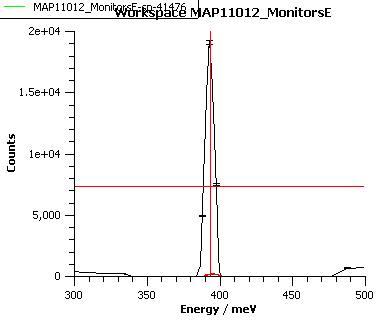 MAP11012_MonitorsE-sp-41476
Workspace MAP11012_MonitorsE
2e+04
1.5e+04
1e+04
5,000
0
Counts
300
350
400
450
500
Energy / meV